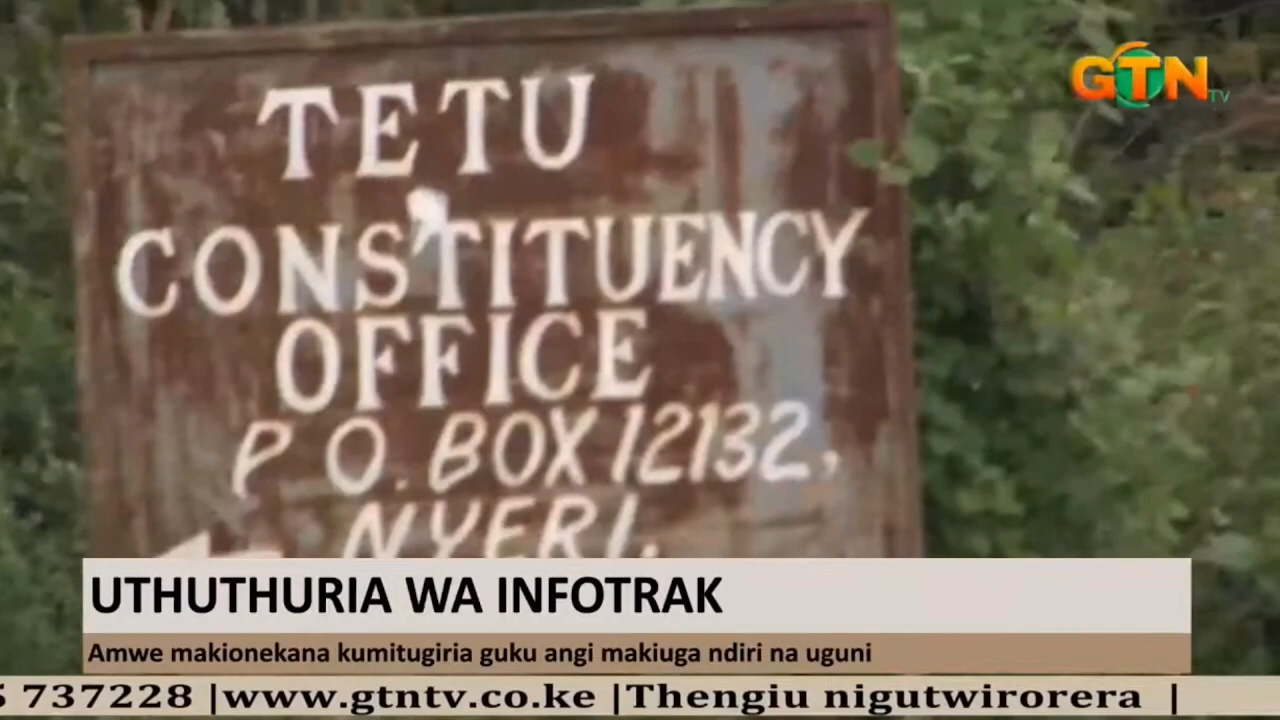 GTN TV
TETU
CONSTITUENCY
OFFICE
P O. BOX 12132,
NYERI.
UTHUTHURIA WA INFOTRAK
Amwe makionekana kumitugiria guku angi makiuga ndiri na uguni
737228 |www.gtntv.co.ke |Thengiu nigutwirorera |